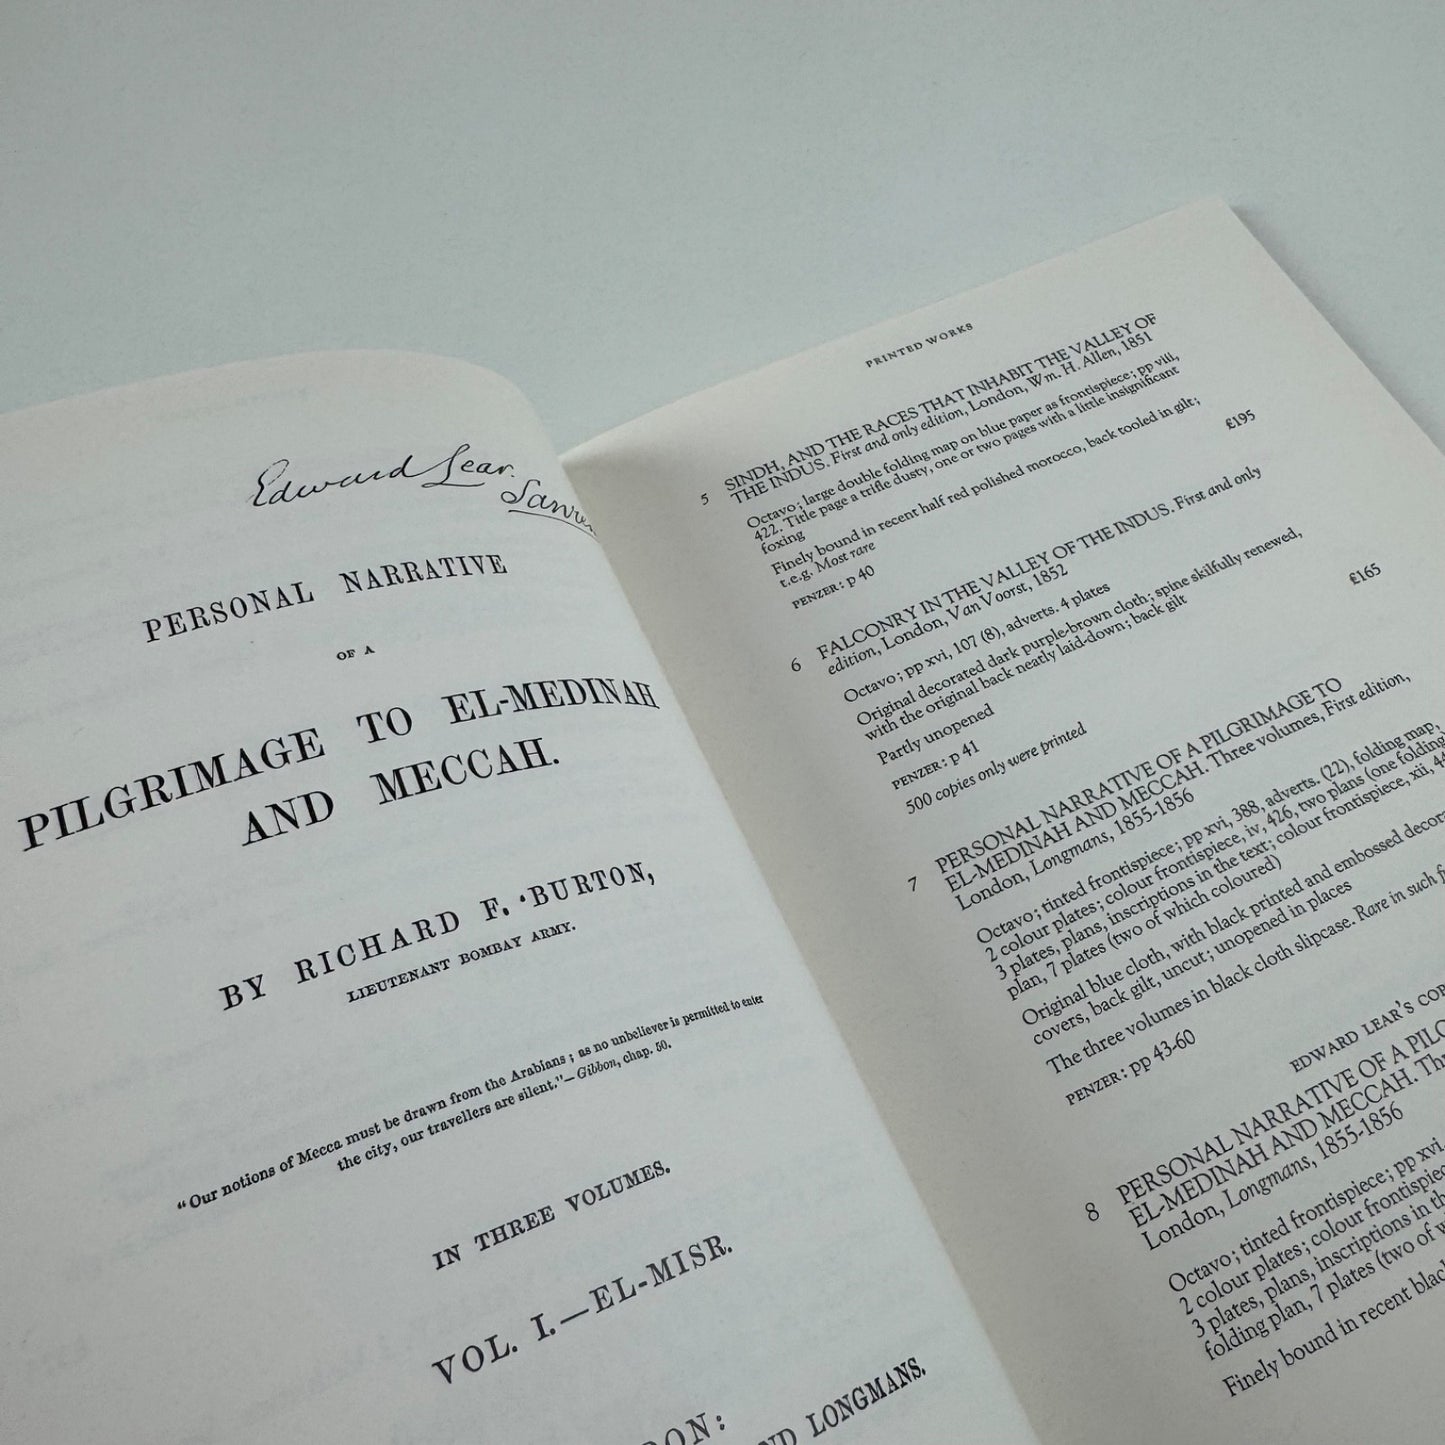 Edward Lear.
PERSONAL NARRATIVE
OF A
PILGRIMAGE TO EL-MEDINAH
AND MECCAH.
BY RICHARD F. BURTON,
LIEUTENANT BOMBAY ARMY.
"Our notions of Mecca must be drawn from the Arabians; as no unbeliever is permitted to enter
the city, our travellers are silent."—Gibbon, chap. 50.
IN THREE VOLUMES.
VOL. I.—EL-MISR.
LONGMANS.
PRINTED WORKS
5 SINDH, AND THE RACES THAT INHABIT THE VALLEY OF
THE INDUS. First and only edition, London, Wm. H. Allen, 1851
Octavo; large double folding map on blue paper as frontispiece; pp viii,
422. Title page a trifle dusty, one or two pages with a little insignificant
foxing
Finely bound in recent half red polished morocco, back tooled in gilt;
t.e.g. Most rare
PENZER: p 40
£195
6 FALCONRY IN THE VALLEY OF THE INDUS. First and only
edition, London, Van Voorst, 1852
Octavo; pp xvi, 107 (8), adverts. 4 plates
Original decorated dark purple-brown cloth; spine skilfully renewed,
with the original back neatly laid-down; back gilt
Partly unopened
PENZER: p 41
£165
500 copies only were printed
7 PERSONAL NARRATIVE OF A PILGRIMAGE TO
EL-MEDINAH AND MECCAH. Three volumes, First edition,
London, Longmans, 1855-1856
Octavo; tinted frontispiece; pp xvi, 388, adverts. (22), folding map,
2 colour plates; colour frontispiece, iv, 426, two plans (one folding)
3 plates, plans, inscriptions in the text; colour frontispiece, xii, 44
plan, 7 plates (two of which coloured)
Original blue cloth, with black printed and embossed
covers, back gilt, uncut; unopened in places
The three volumes in black cloth slipcase. Rare in such
PENZER: pp 43-60
EDWARD LEAR'S
8 PERSONAL NARRATIVE OF A
EL-MEDINAH AND MECCAH.
London, Longmans, 1855-1856
Octavo; tinted frontispiece; pp xvi,
2 colour plates; colour
3 plates, plans, inscriptions in
folding plan, 7 plates (two of
Finely bound in recent